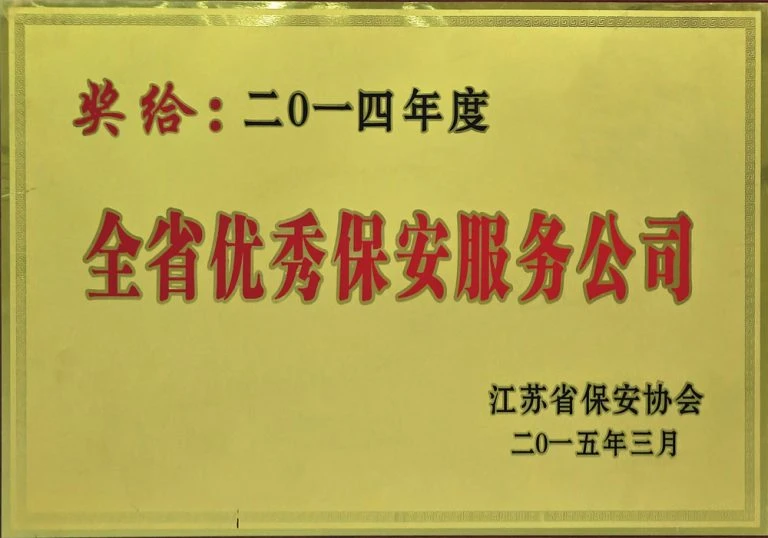 奖给：二0一四年度
全省优秀保安服务公司
江苏省保安协会
二0一五年三月